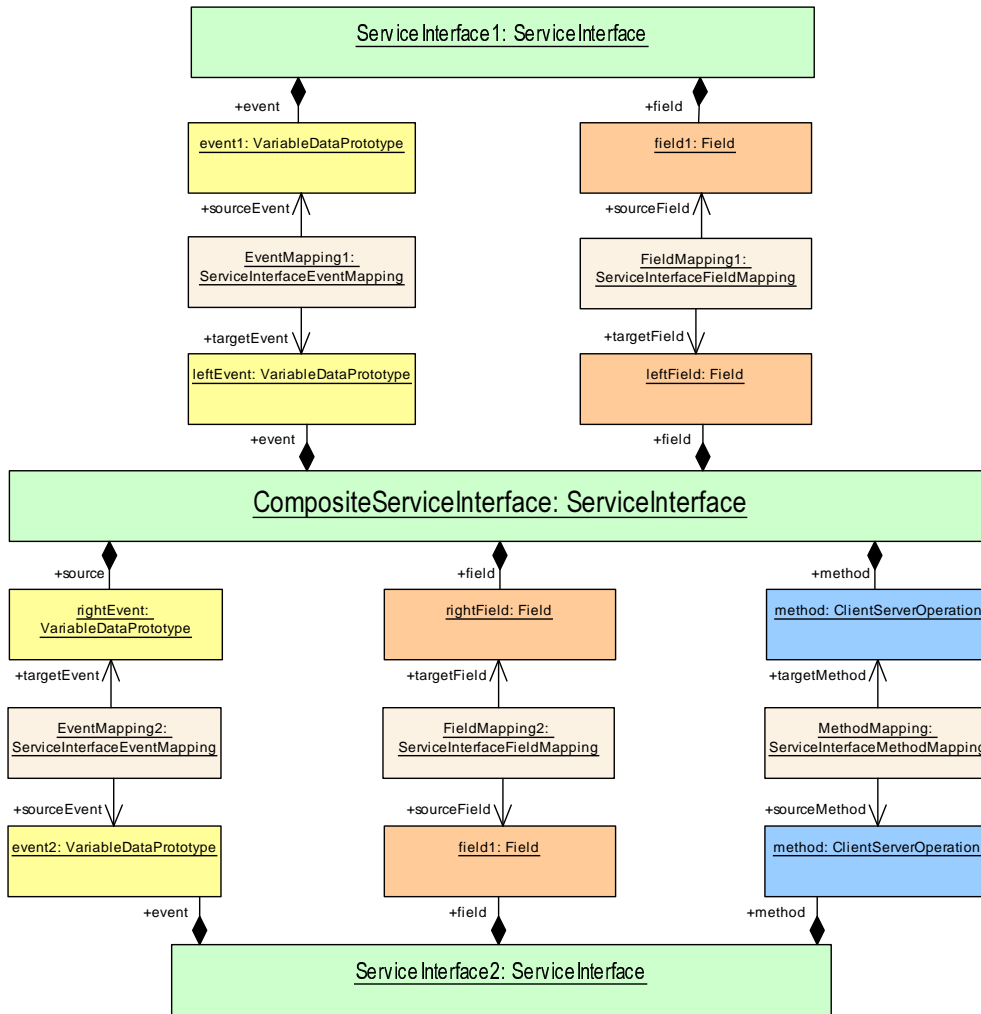 ServiceInterface1: ServiceInterface
+event
+field
event1: VariableDataPrototype
field1: Field
+sourceEvent
+sourceField
EventMapping1:
ServiceInterfaceEventMapping
FieldMapping1:
ServiceInterfaceFieldMapping
+targetEvent
+targetField
leftEvent: VariableDataPrototype
leftField: Field
+event
+field
CompositeServiceInterface: ServiceInterface
+source
+field
+method
rightEvent:
VariableDataPrototype
rightField: Field
method: ClientServerOperation
+targetEvent
+targetField
+targetMethod
EventMapping2:
ServiceInterfaceEventMapping
FieldMapping2:
ServiceInterfaceFieldMapping
MethodMapping:
ServiceInterfaceMethodMapping
+sourceEvent
+sourceField
+sourceMethod
event2: VariableDataPrototype
field1: Field
method: ClientServerOperation
+event
+field
+method
ServiceInterface2: ServiceInterface